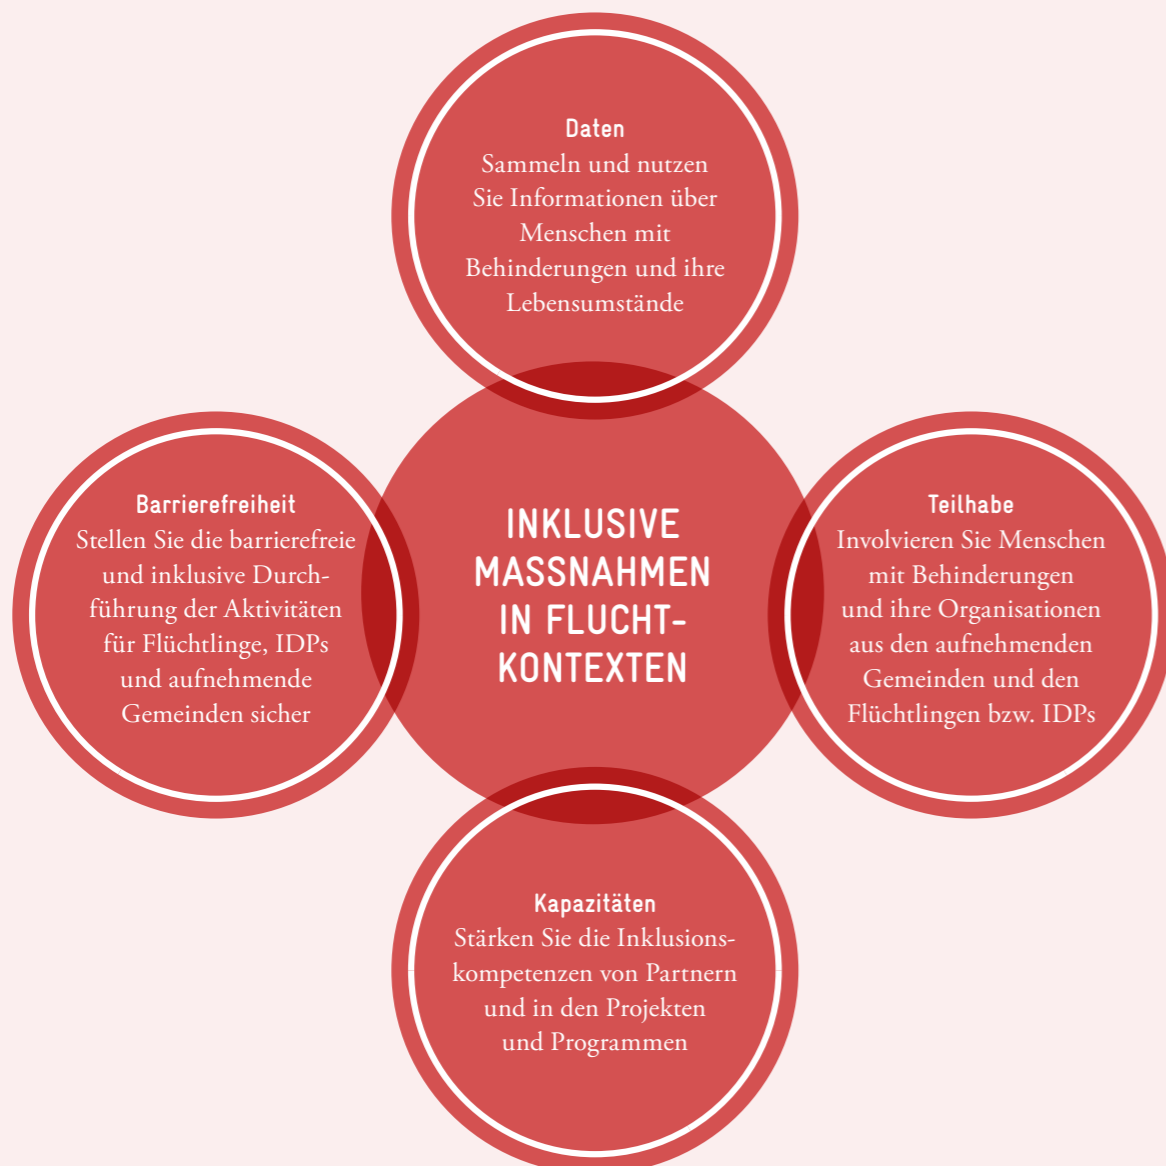 Daten
Sammeln und nutzen
Sie Informationen über
Menschen mit
Behinderungen und ihre
Lebensumstände
Barrierefreiheit
Stellen Sie die barrierefreie
und inklusive Durch-
führung der Aktivitäten
für Flüchtlinge, IDPs
und aufnehmende
Gemeinden sicher
INKLUSIVE
MASSNAHMEN
IN FLUCHT-
KONTEXTEN
Teilhabe
Involvieren Sie Menschen
mit Behinderungen
und ihre Organisationen
aus den aufnehmenden
Gemeinden und den
Flüchtlingen bzw. IDPs
Kapazitäten
Stärken Sie die Inklusions-
kompetenzen von Partnern
und in den Projekten
und Programmen